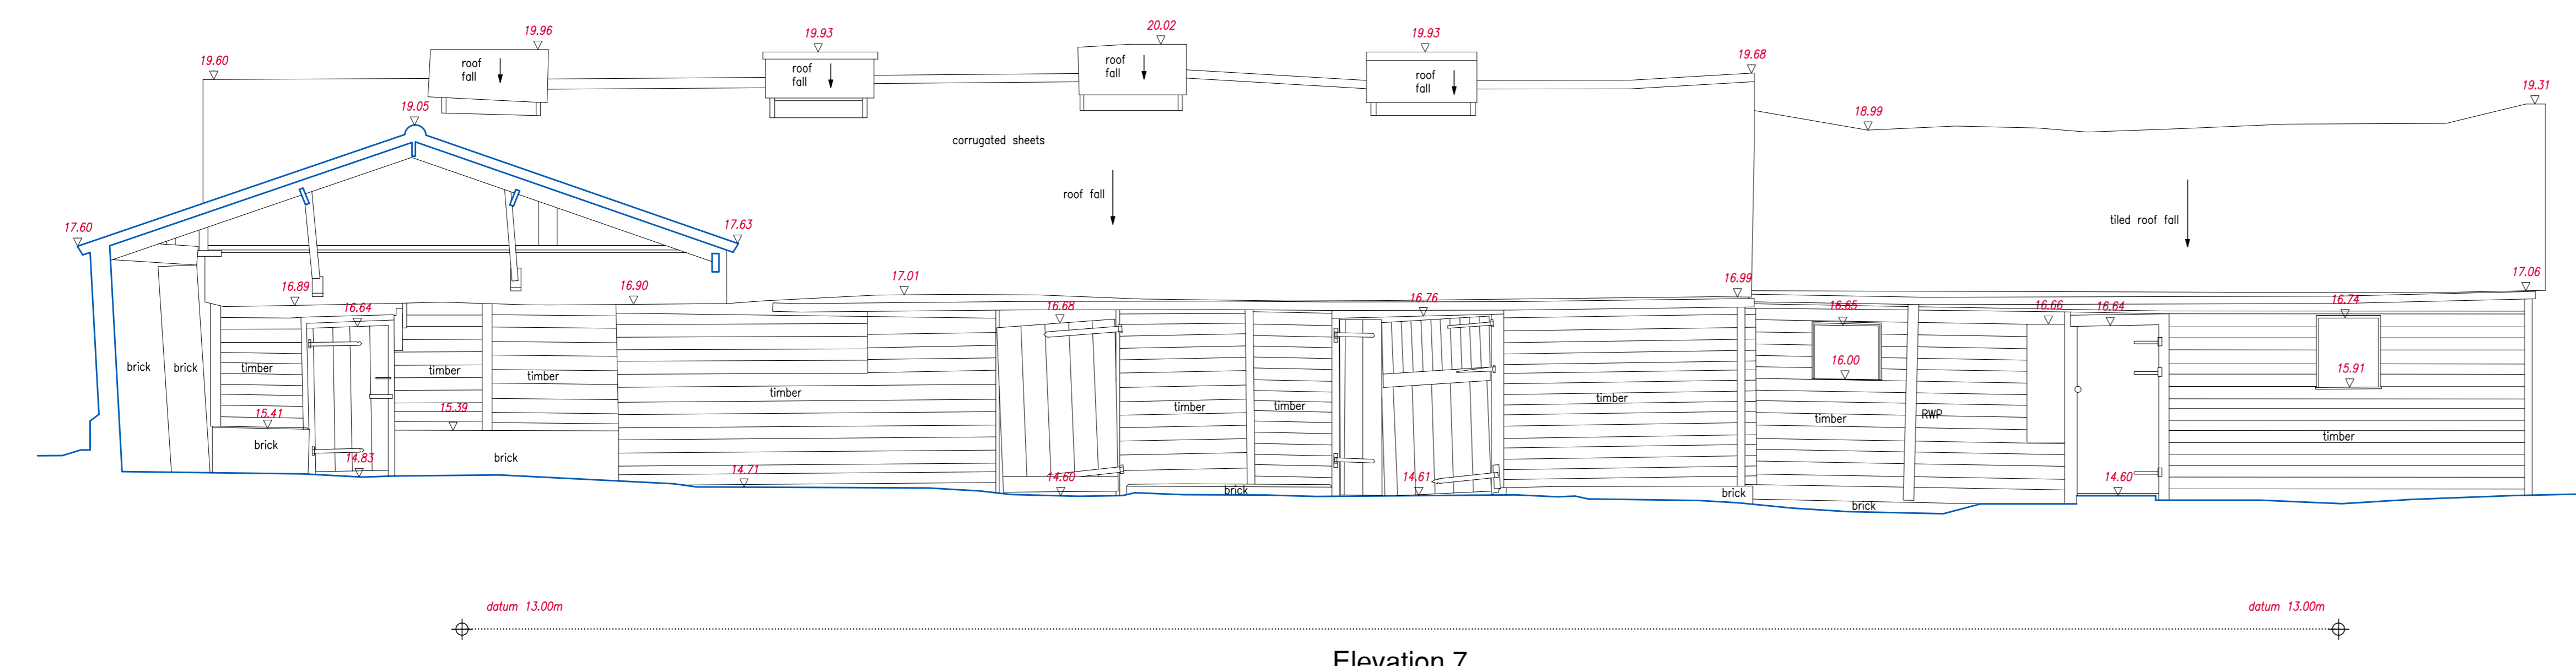 20.02
19.96
19.93
19.93
19.60
19.68
roof
fall
roof
fall
roof
fall
roof
fall
19.31
19.05
18.99
corrugated sheets
roof fall
tiled roof fall
17.60
17.63
16.89
16.90
17.01
16.99
17.06
16.64
16.68
16.76
16.65
16.66
16.64
16.74
brick
brick
timber
timber
timber
timber
timber
timber
timber
16.00
15.91
15.41
15.39
timber
RWP
timber
brick
brick
14.83
14.71
14.60
14.61
14.60
brick
brick
brick
datum 13.00m
datum 13.00m
Elevation 7